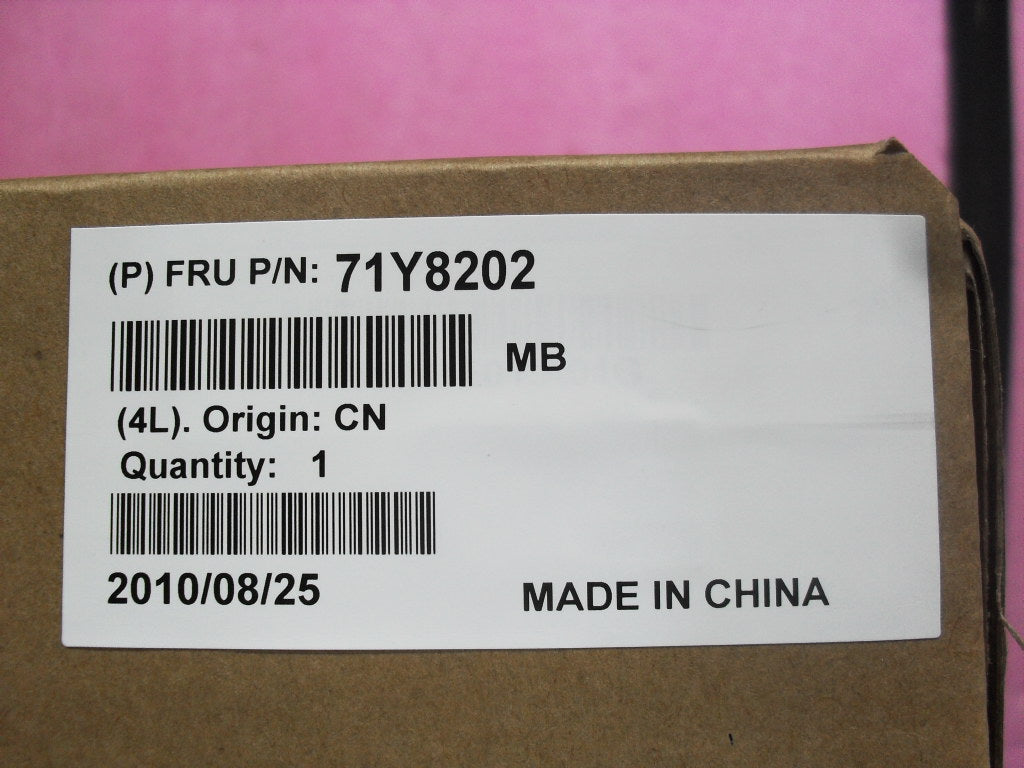 (P) FRU P/N: 71Y8202
MB
(4L). Origin: CN
Quantity: 1
2010/08/25
MADE IN CHINA